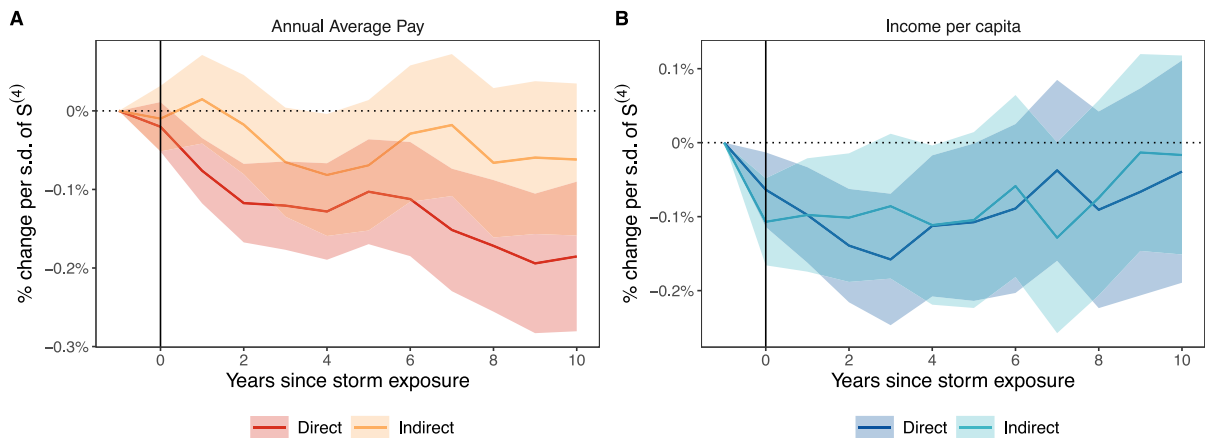 A
Annual Average Pay
% change per s.d. of S⁽⁴⁾
0%
−0.1%
−0.2%
−0.3%
0 2 4 6 8 10
Years since storm exposure
Direct Indirect
B
Income per capita
% change per s.d. of S⁽⁴⁾
0.1%
0%
−0.1%
−0.2%
0 2 4 6 8 10
Years since storm exposure
Direct Indirect